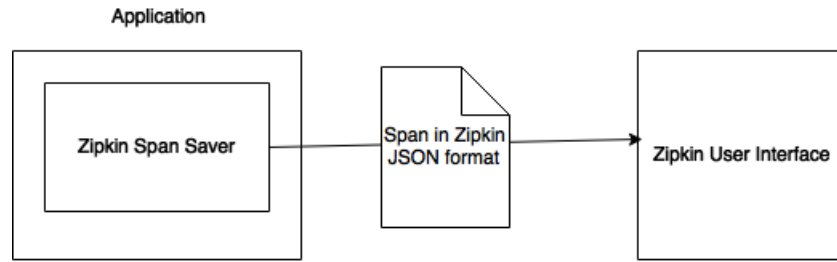 Application
Zipkin Span Saver
Span in Zipkin
JSON format
Zipkin User Interface